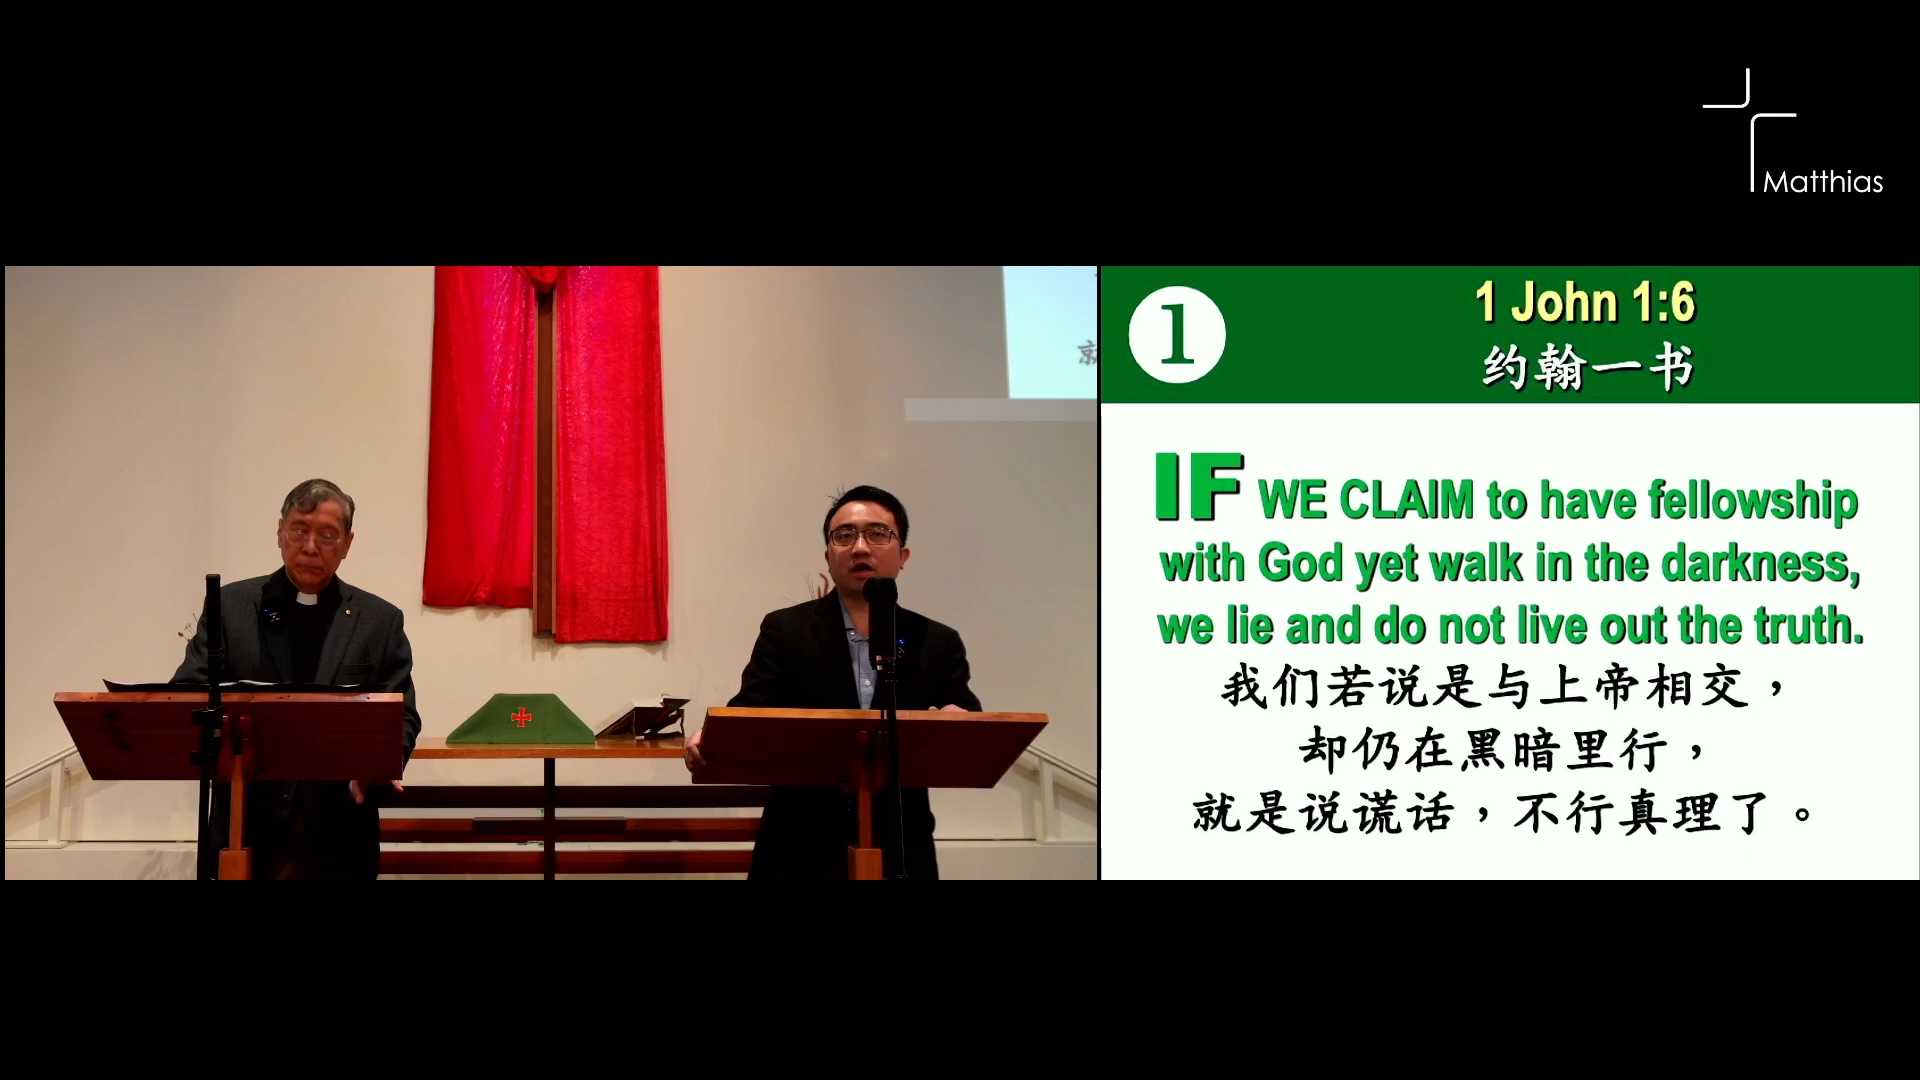 Matthias
1
1 John 1:6
约翰一书
IF WE CLAIM to have fellowship
with God yet walk in the darkness,
we lie and do not live out the truth.
我们若说是与上帝相交，
却仍在黑暗里行，
就是说谎话，不行真理了。
就